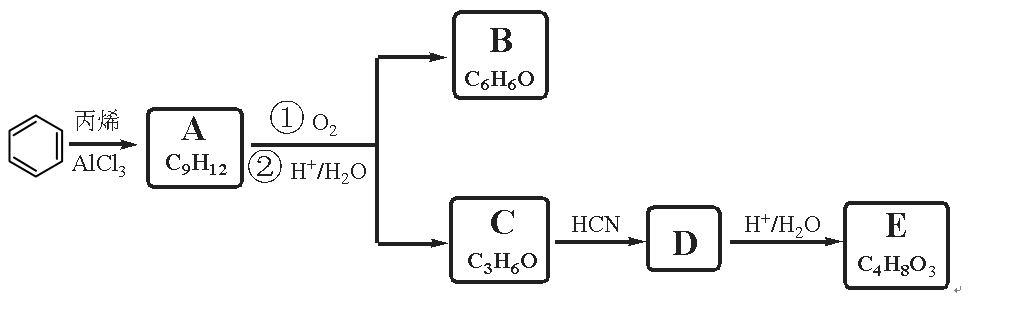 丙烯
AlCl₃
A
C₉H₁₂
① O₂
② H⁺/H₂O
B
C₆H₆O
C
C₃H₆O
HCN
D
H⁺/H₂O
E
C₄H₈O₃